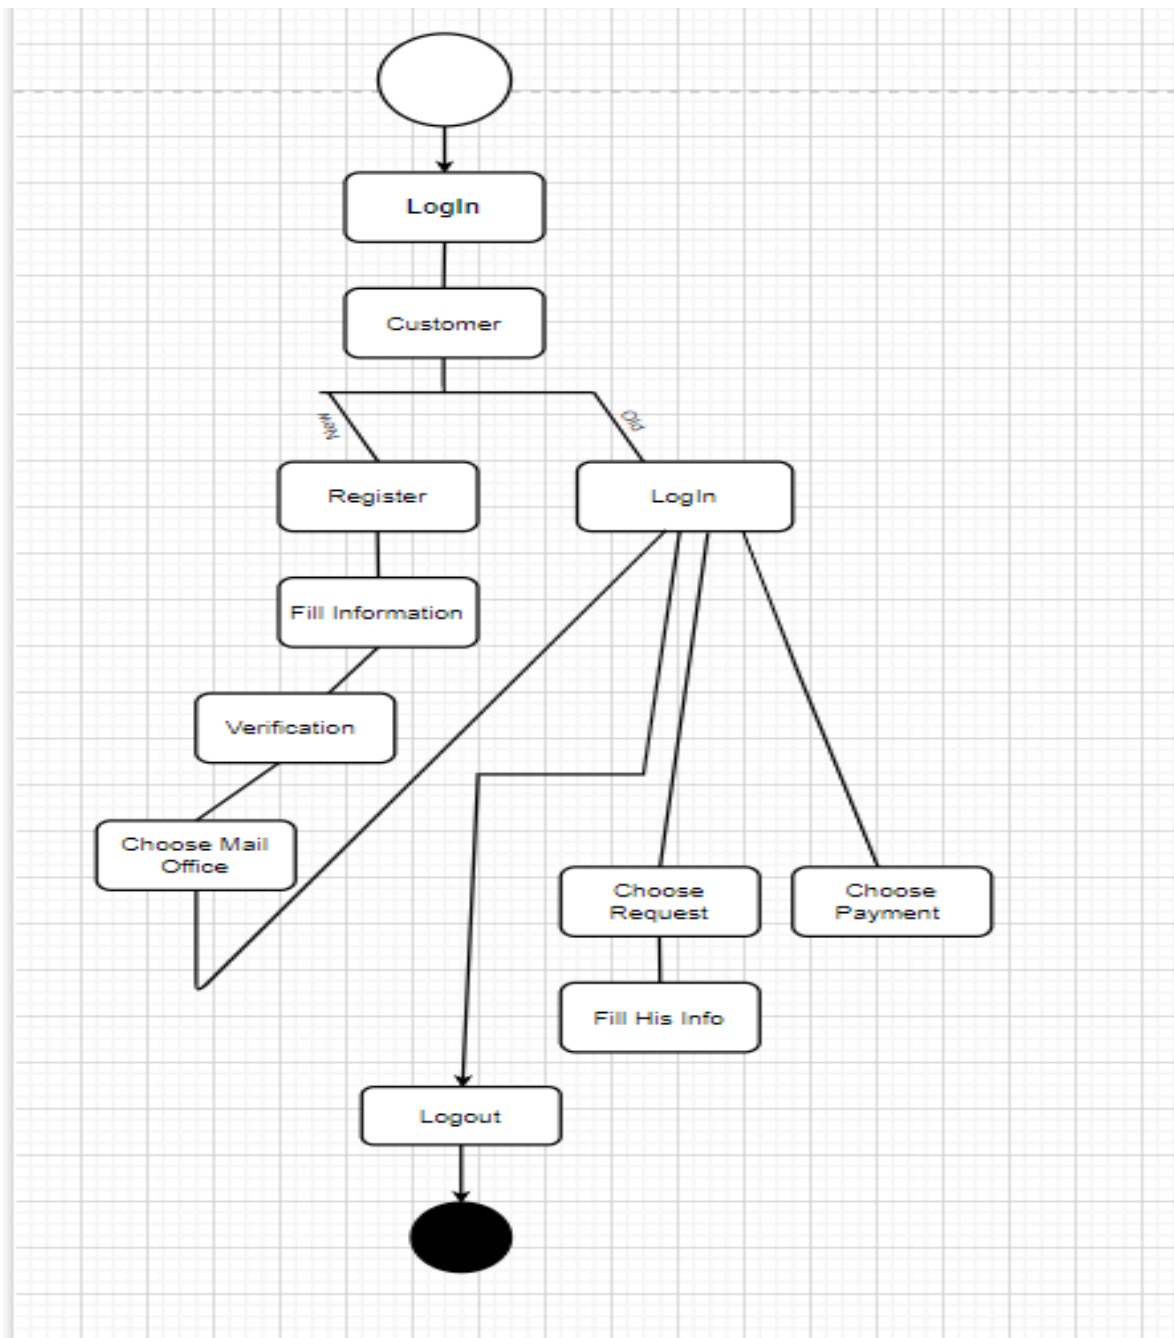 LogIn
Customer
New
Old
Register
LogIn
Fill Information
Verification
Choose Mail
Office
Choose
Request
Choose
Payment
Fill His Info
Logout